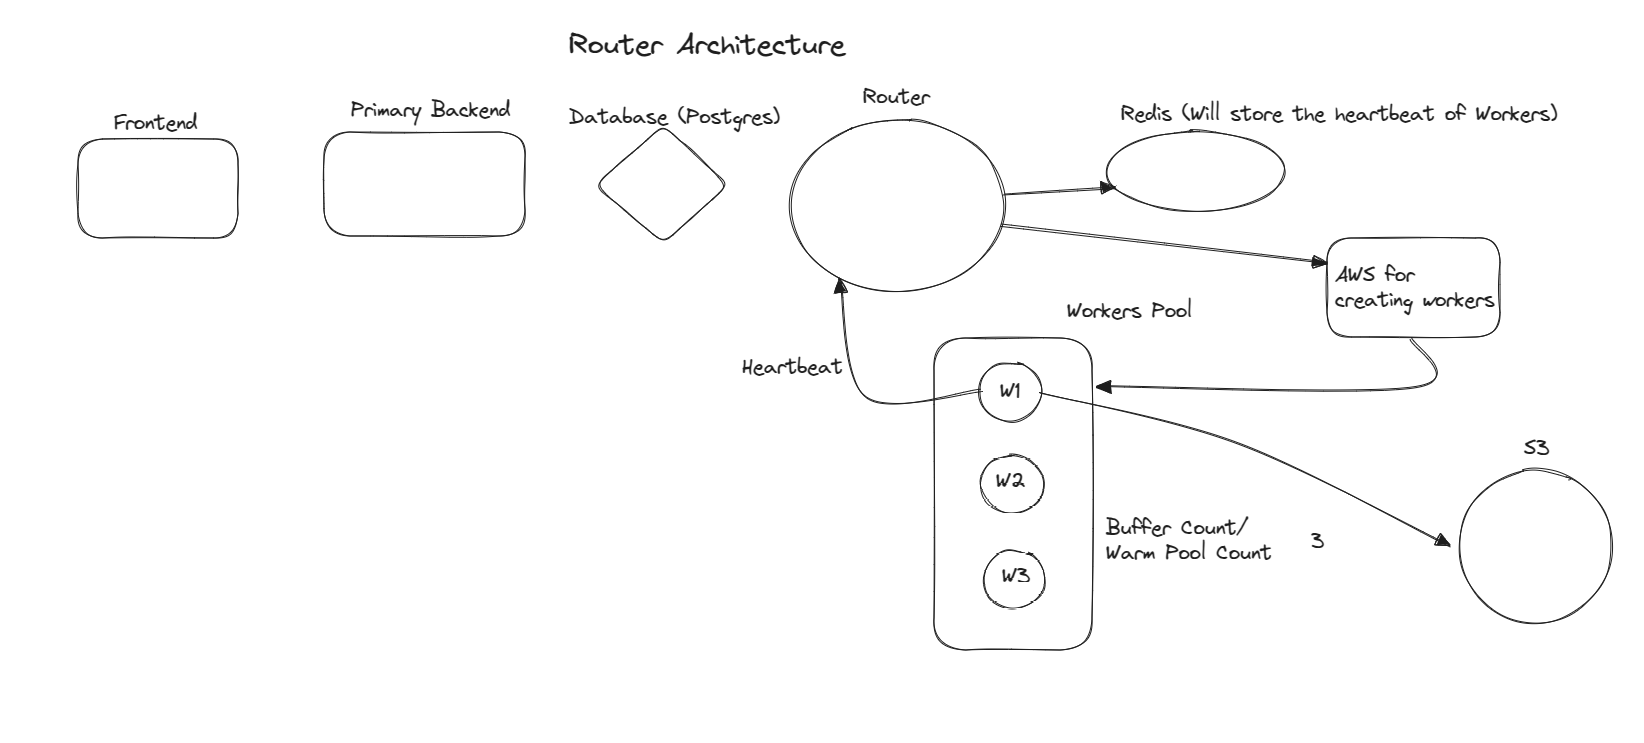 Router Architecture
Frontend
Primary Backend
Database (Postgres)
Router
Redis (Will store the heartbeat of Workers)
AWS for
creating workers
Workers Pool
Heartbeat
W1
W2
W3
Buffer Count/
Warm Pool Count
3
S3